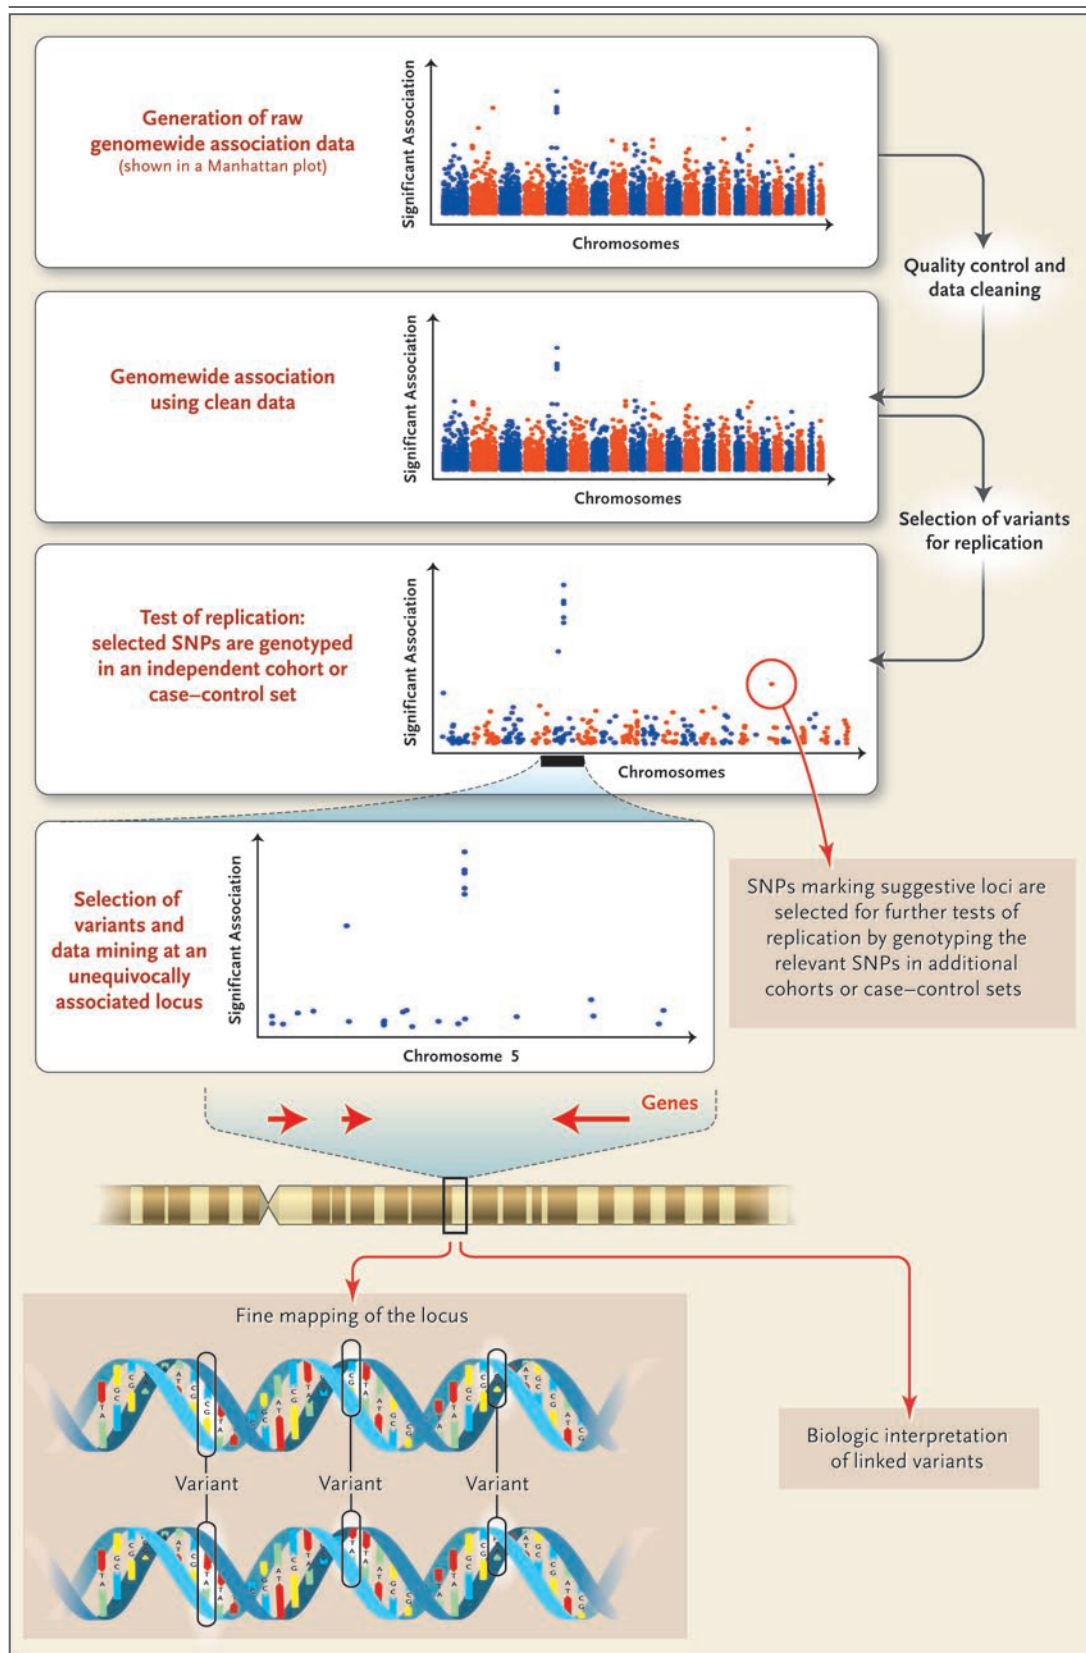 Generation of raw
genomewide association data
(shown in a Manhattan plot)
Significant Association
Chromosomes
Quality control and
data cleaning
Genomewide association
using clean data
Significant Association
Chromosomes
Selection of variants
for replication
Test of replication:
selected SNPs are genotyped
in an independent cohort or
case–control set
Significant Association
Chromosomes
Selection of
variants and
data mining at an
unequivocally
associated locus
Significant Association
Chromosome 5
SNPs marking suggestive loci are
selected for further tests of
replication by genotyping the
relevant SNPs in additional
cohorts or case–control sets
Genes
Fine mapping of the locus
Variant
Variant
Variant
Biologic interpretation
of linked variants